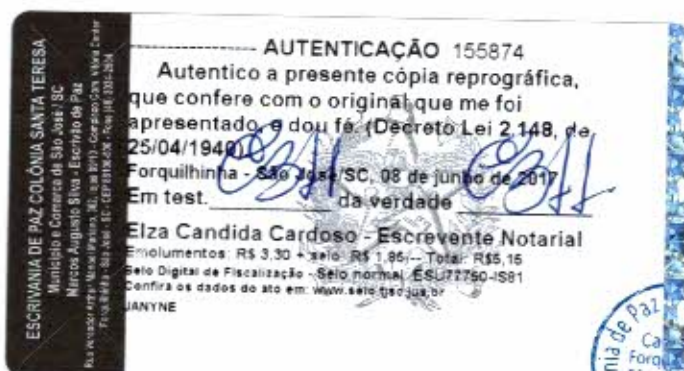 ESCRIVANIA DE PAZ COLÔNIA SANTA TERESA
Município e Comarca de São José / SC
Marcos Augusto Silva - Escrivão de Paz
---------------- AUTENTICAÇÃO 155874
Autentico a presente cópia reprográfica,
que confere com o original que me foi
apresentado, e dou fé. (Decreto Lei 2.148, de
25/04/1940)
Forquilhinha - São José/SC, 08 de junho de 2017
Em test. ____________ da verdade ____________
Elza Candida Cardoso - Escrevente Notarial
Emolumentos: R$ 3,30 + selo: R$ 1,85 -- Total: R$5,15
Selo Digital de Fiscalização - Selo normal ESU77750-IS81
Confira os dados do ato em: www.selo.tjsc.jus.br
JANYNE
de Paz